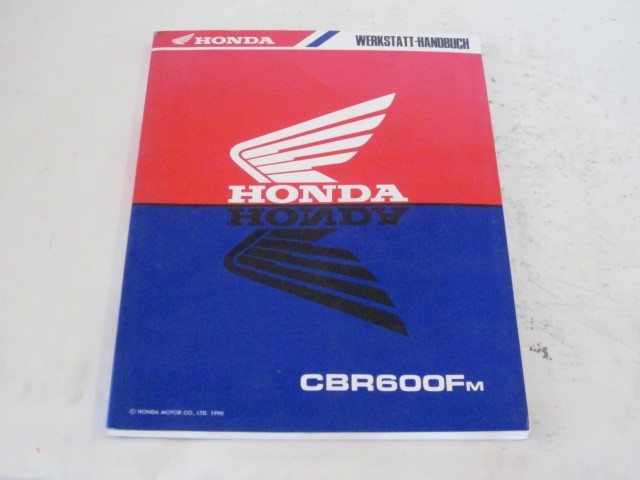 HONDA
WERKSTATT-HANDBUCH
HONDA
HONDA
CBR600FM
© HONDA MOTOR CO., LTD. 1990